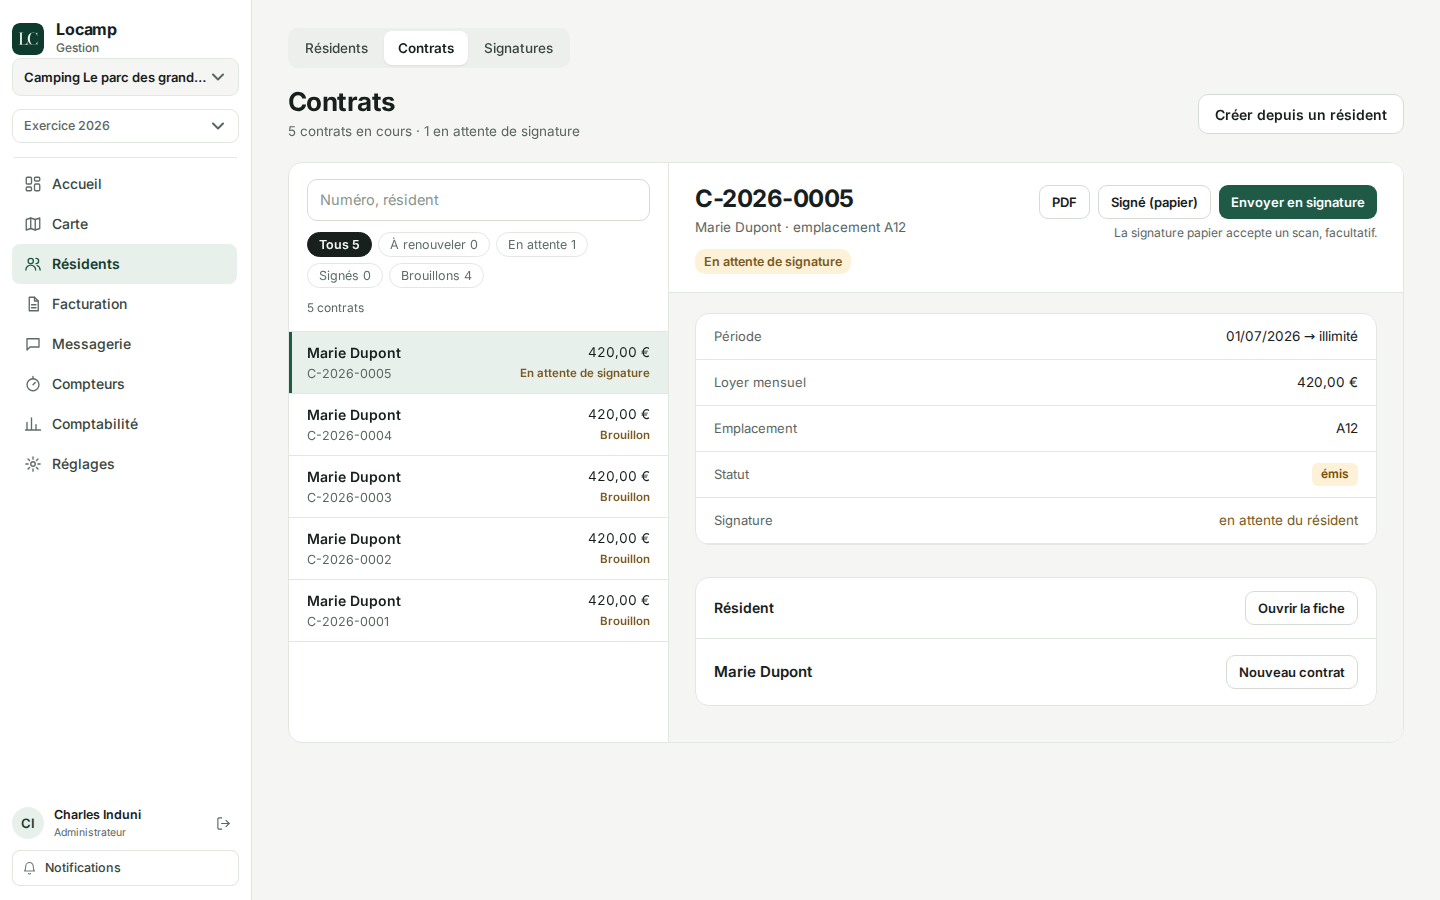 LC
Locamp
Gestion
Camping Le parc des grand...
Exercice 2026
Accueil
Carte
Résidents
Facturation
Messagerie
Compteurs
Comptabilité
Réglages
CI
Charles Induni
Administrateur
Notifications
Résidents Contrats Signatures
Contrats
5 contrats en cours · 1 en attente de signature
Créer depuis un résident
Numéro, résident
Tous 5 À renouveler 0 En attente 1
Signés 0 Brouillons 4
5 contrats
Marie Dupont 420,00 €
C-2026-0005 En attente de signature
Marie Dupont 420,00 €
C-2026-0004 Brouillon
Marie Dupont 420,00 €
C-2026-0003 Brouillon
Marie Dupont 420,00 €
C-2026-0002 Brouillon
Marie Dupont 420,00 €
C-2026-0001 Brouillon
C-2026-0005
Marie Dupont · emplacement A12
En attente de signature
PDF Signé (papier) Envoyer en signature
La signature papier accepte un scan, facultatif.
Période 01/07/2026 → illimité
Loyer mensuel 420,00 €
Emplacement A12
Statut émis
Signature en attente du résident
Résident Ouvrir la fiche
Marie Dupont Nouveau contrat